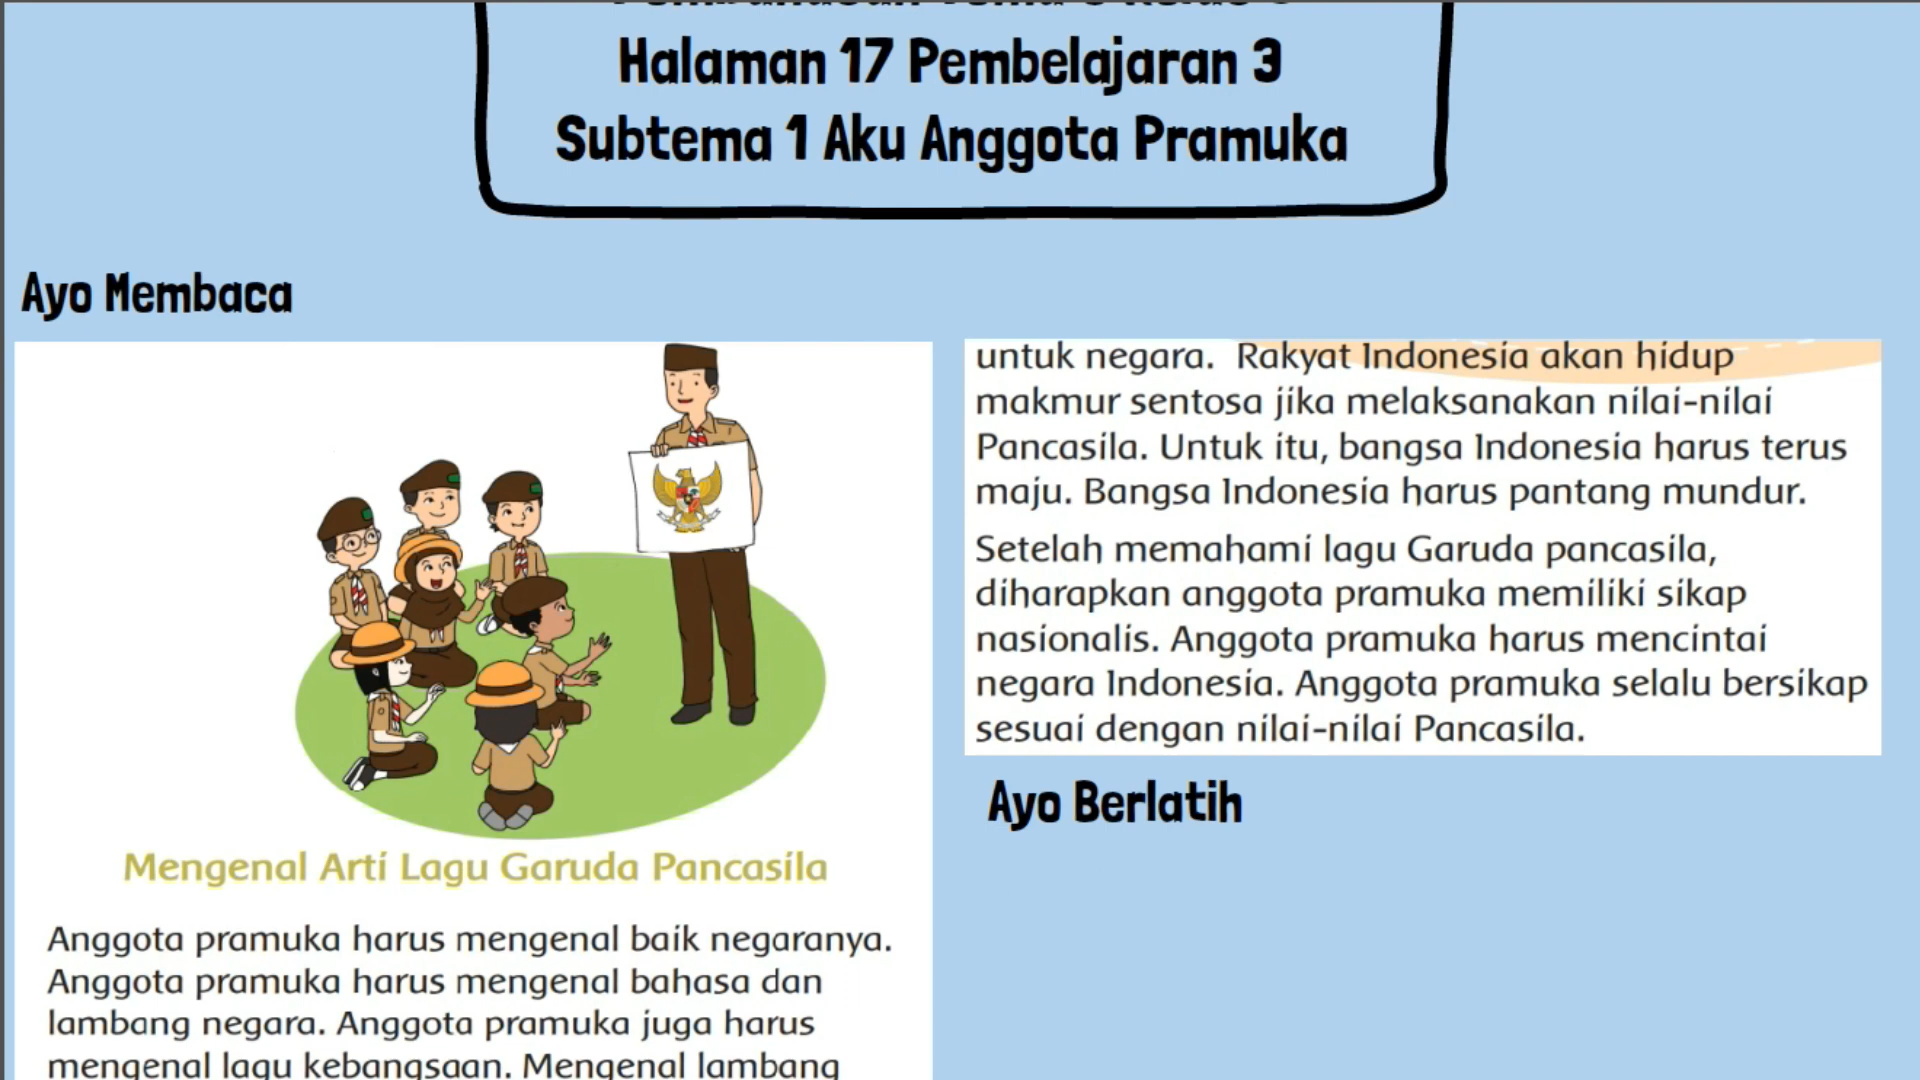 Halaman 17 Pembelajaran 3
Subtema 1 Aku Anggota Pramuka
Ayo Membaca
Mengenal Arti Lagu Garuda Pancasila
Anggota pramuka harus mengenal baik negaranya.
Anggota pramuka harus mengenal bahasa dan
lambang negara. Anggota pramuka juga harus
mengenal lagu kebangsaan. Mengenal lambang
untuk negara. Rakyat Indonesia akan hidup
makmur sentosa jika melaksanakan nilai-nilai
Pancasila. Untuk itu, bangsa Indonesia harus terus
maju. Bangsa Indonesia harus pantang mundur.
Setelah memahami lagu Garuda pancasila,
diharapkan anggota pramuka memiliki sikap
nasionalis. Anggota pramuka harus mencintai
negara Indonesia. Anggota pramuka selalu bersikap
sesuai dengan nilai-nilai Pancasila.
Ayo Berlatih